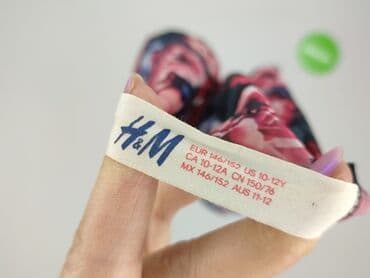 H&M
EUR 146/152 US 10-12Y
CA 10-12A CN 150/76
MX 146/152 AUS 11-12